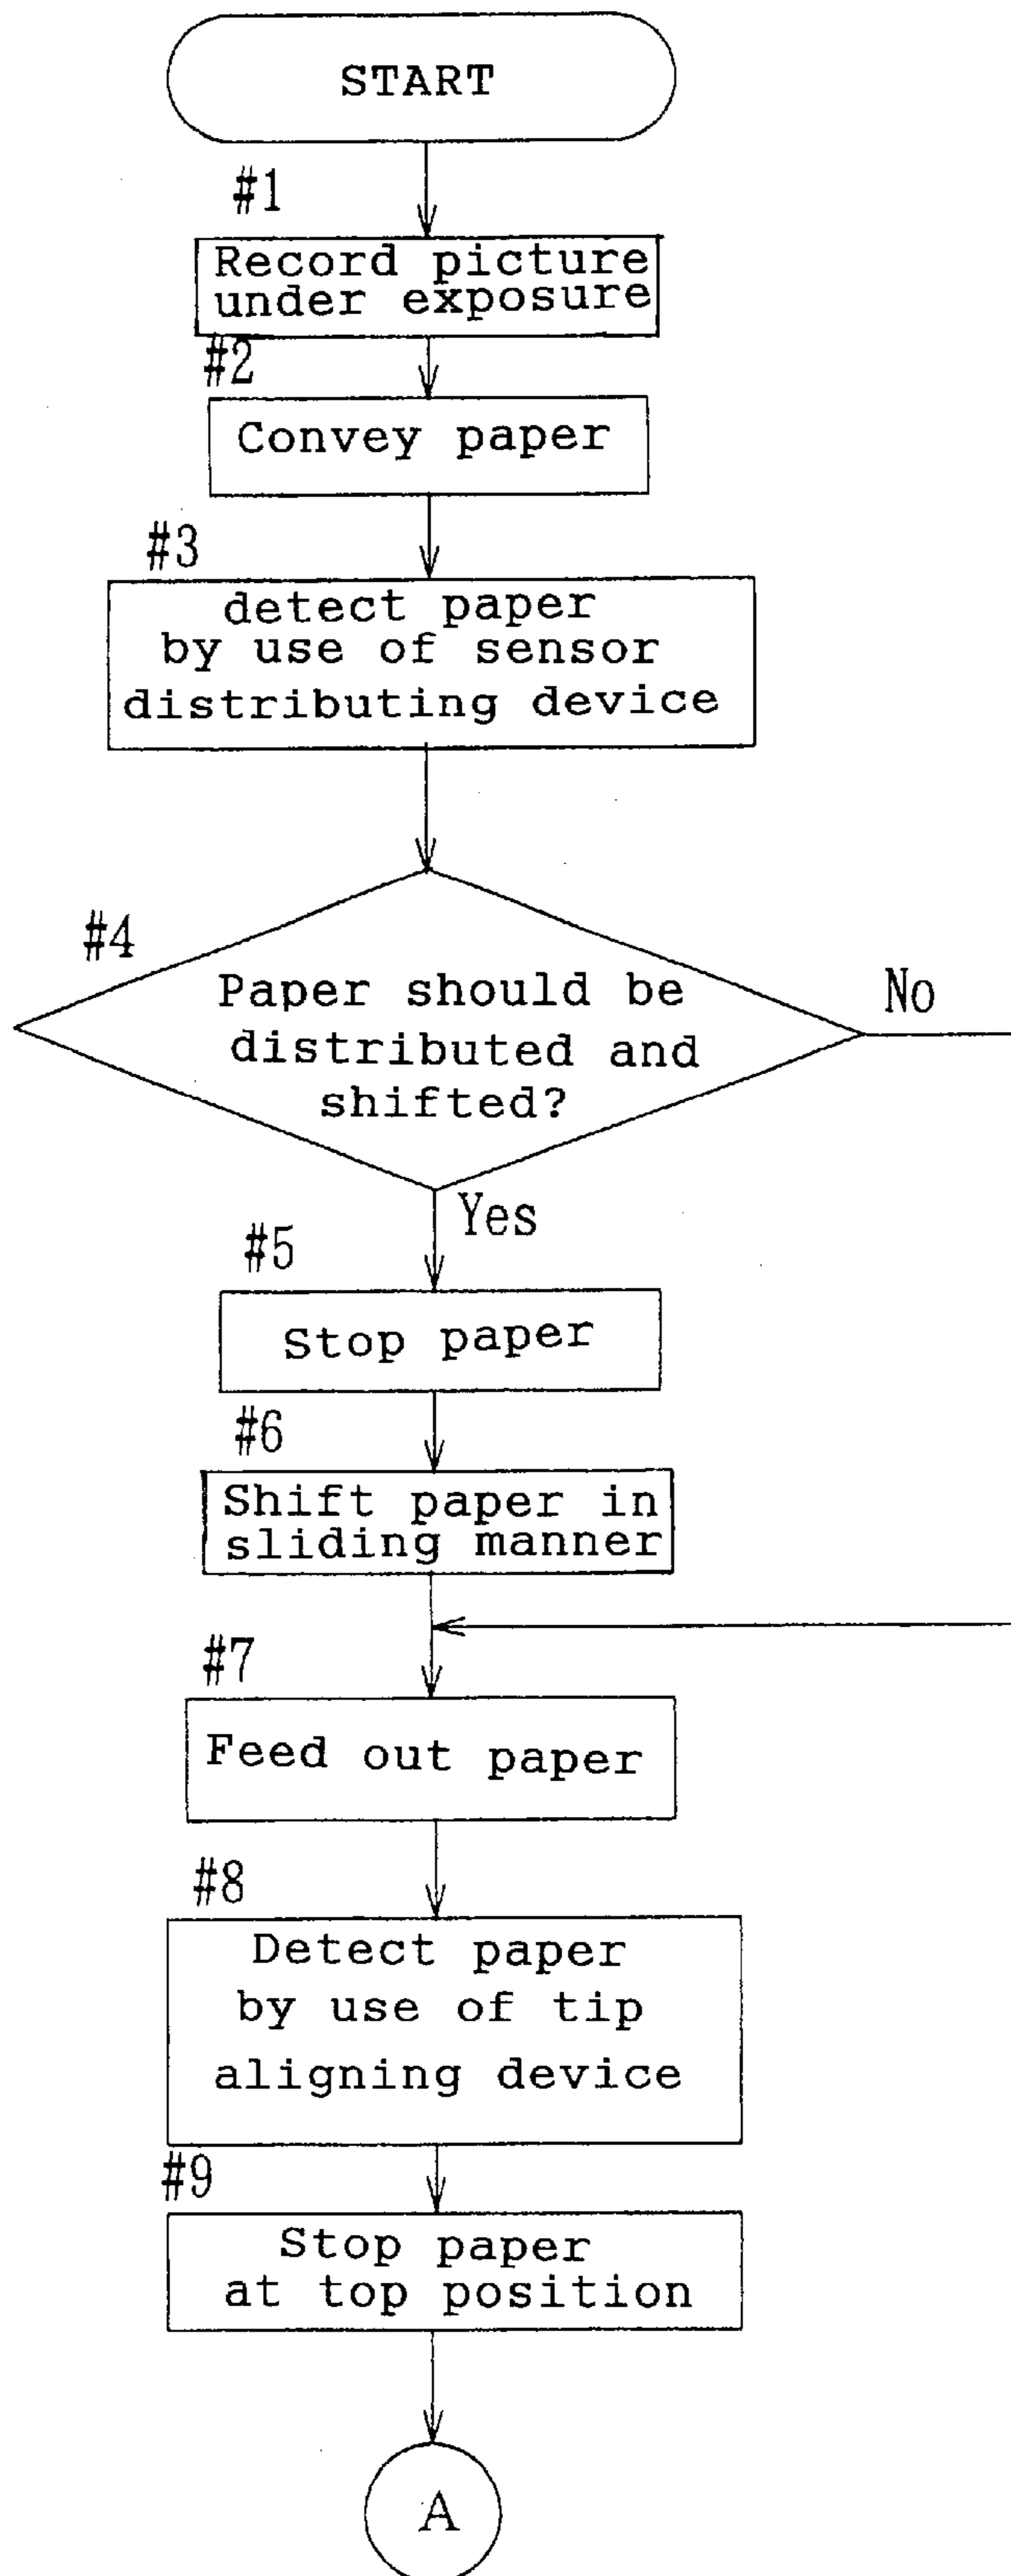 START
#1
Record picture
under exposure
#2
Convey paper
#3
detect paper
by use of sensor
distributing device
#4
Paper should be
distributed and
shifted?
No
Yes
#5
Stop paper
#6
Shift paper in
sliding manner
#7
Feed out paper
#8
Detect paper
by use of tip
aligning device
#9
Stop paper
at top position
A